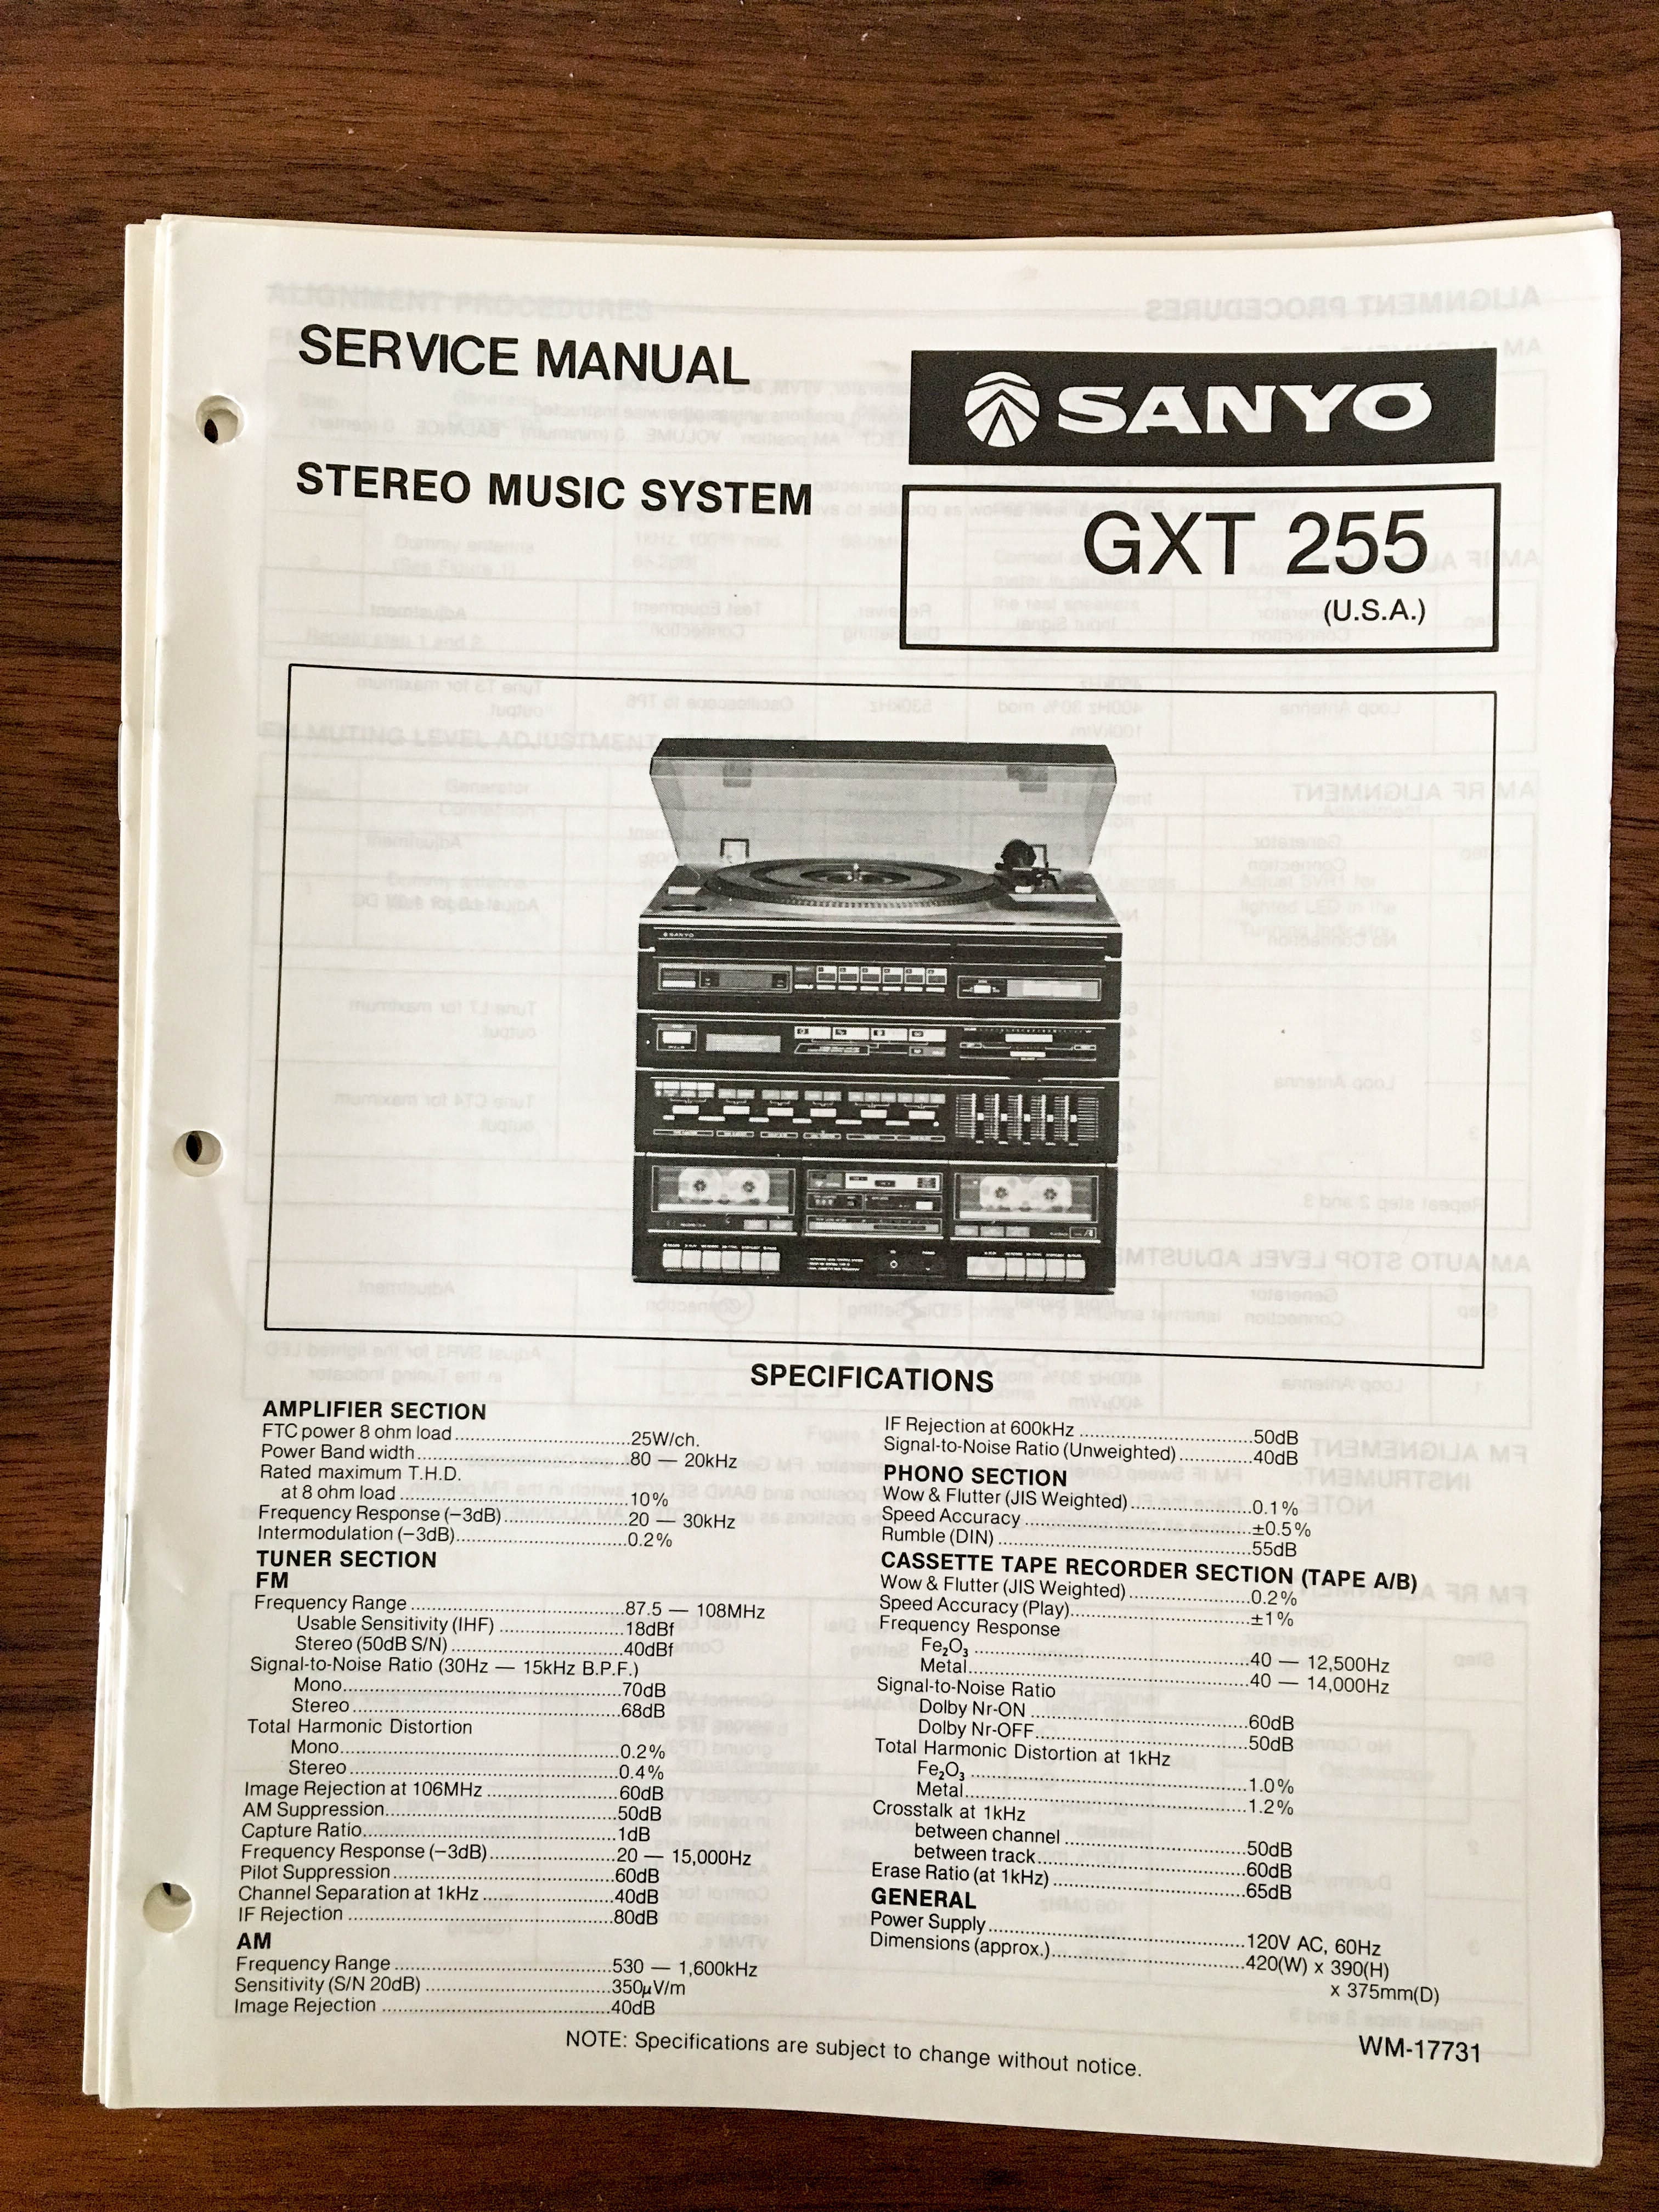 SERVICE MANUAL
SANYO
STEREO MUSIC SYSTEM
GXT 255
(U.S.A.)
SANYO
SPECIFICATIONS
AMPLIFIER SECTION
FTC power 8 ohm load ................................25W/ch.
Power Band width.......................................80 — 20kHz
Rated maximum T.H.D.
at 8 ohm load ..........................................10%
Frequency Response (−3dB).......................20 — 30kHz
Intermodulation (−3dB)...............................0.2%
TUNER SECTION
FM
Frequency Range .......................................87.5 — 108MHz
Usable Sensitivity (IHF) .......................18dBf
Stereo (50dB S/N) ................................40dBf
Signal-to-Noise Ratio (30Hz — 15kHz B.P.F.)
Mono...................................................70dB
Stereo.................................................68dB
Total Harmonic Distortion
Mono...................................................0.2%
Stereo.................................................0.4%
Image Rejection at 106MHz .........................60dB
AM Suppression..........................................50dB
Capture Ratio..............................................1dB
Frequency Response (−3dB).......................20 — 15,000Hz
Pilot Suppression........................................60dB
Channel Separation at 1kHz ........................40dB
IF Rejection ................................................80dB
AM
Frequency Range .......................................530 — 1,600kHz
Sensitivity (S/N 20dB) .................................350µV/m
Image Rejection .........................................40dB
IF Rejection at 600kHz ................................50dB
Signal-to-Noise Ratio (Unweighted).............40dB
PHONO SECTION
Wow & Flutter (JIS Weighted)......................0.1%
Speed Accuracy..........................................±0.5%
Rumble (DIN) ..............................................55dB
CASSETTE TAPE RECORDER SECTION (TAPE A/B)
Wow & Flutter (JIS Weighted)......................0.2%
Speed Accuracy (Play).................................±1%
Frequency Response
Fe₂O₃ ..................................................40 — 12,500Hz
Metal...................................................40 — 14,000Hz
Signal-to-Noise Ratio
Dolby Nr-ON ........................................60dB
Dolby Nr-OFF.......................................50dB
Total Harmonic Distortion at 1kHz
Fe₂O₃ ..................................................1.0%
Metal...................................................1.2%
Crosstalk at 1kHz
between channel .................................50dB
between track......................................60dB
Erase Ratio (at 1kHz) ...................................65dB
GENERAL
Power Supply..............................................120V AC, 60Hz
Dimensions (approx.)...................................420(W) x 390(H)
x 375mm(D)
NOTE: Specifications are subject to change without notice.
WM-17731